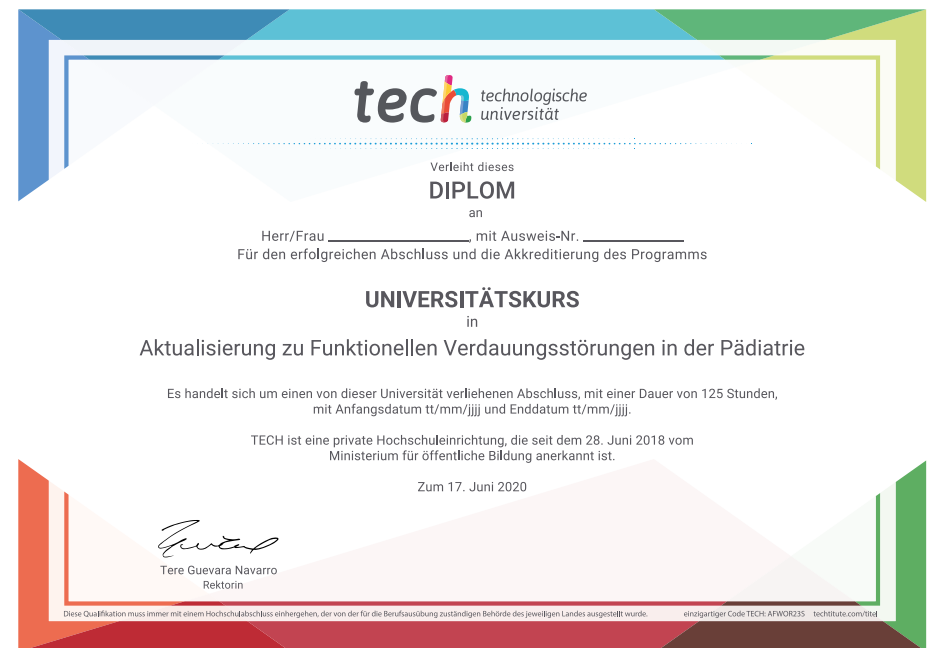 tech technologische
universität
Verleiht dieses
DIPLOM
an
Herr/Frau ____________, mit Ausweis-Nr. ____________
Für den erfolgreichen Abschluss und die Akkreditierung des Programms
UNIVERSITÄTSKURS
in
Aktualisierung zu Funktionellen Verdauungsstörungen in der Pädiatrie
Es handelt sich um einen von dieser Universität verliehenen Abschluss, mit einer Dauer von 125 Stunden,
mit Anfangsdatum tt/mm/jjjj und Enddatum tt/mm/jjjj.
TECH ist eine private Hochschuleinrichtung, die seit dem 28. Juni 2018 vom
Ministerium für öffentliche Bildung anerkannt ist.
Zum 17. Juni 2020
Tere Guevara Navarro
Rektorin
Diese Qualifikation muss immer mit einem Hochschulabschluss einhergehen, der von der für die Berufsausübung zuständigen Behörde des jeweiligen Landes ausgestellt wurde. einzigartiger Code TECH: AFWOR23S techtitute.com/titel